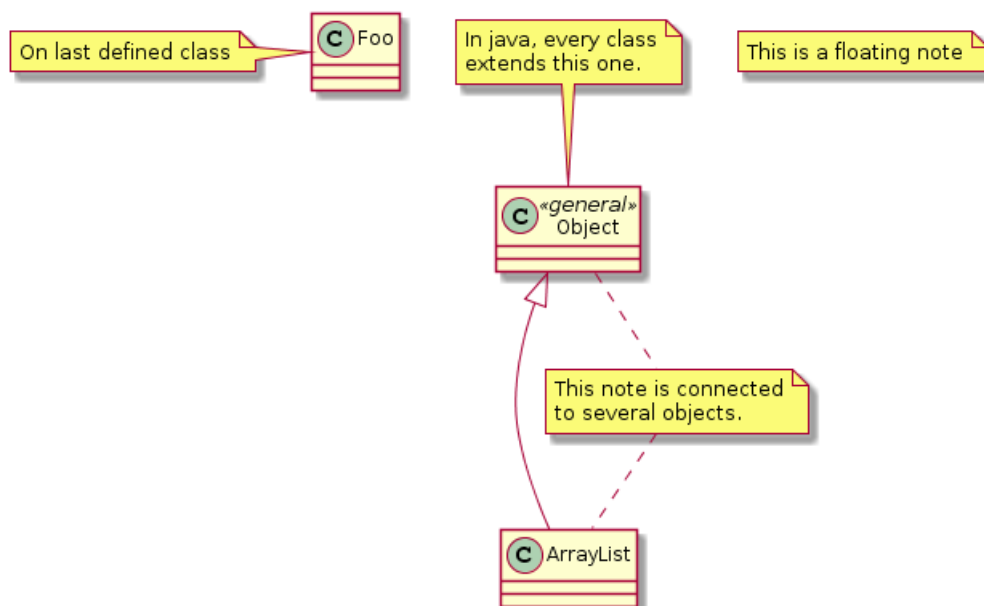 On last defined class
C Foo
In java, every class
extends this one.
This is a floating note
C «general»
Object
This note is connected
to several objects.
C ArrayList